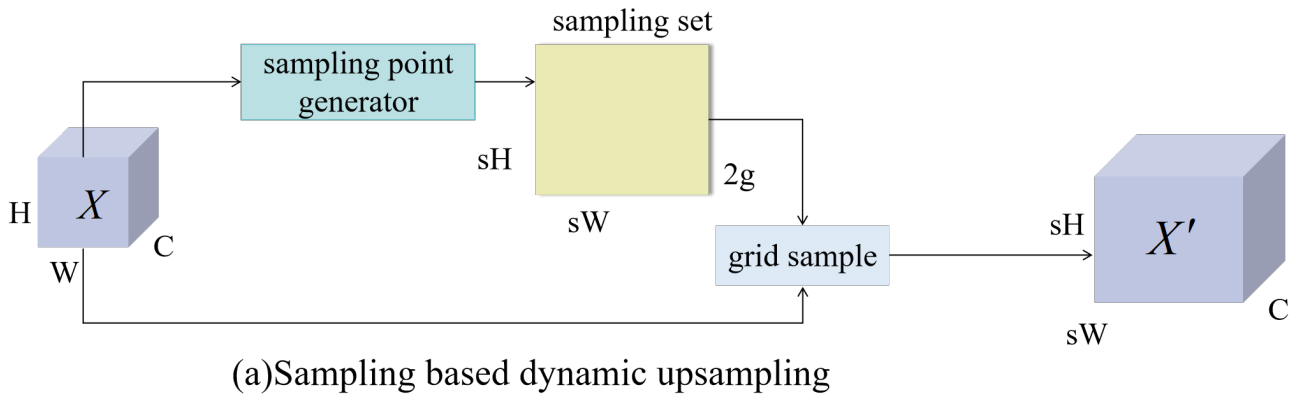 sampling set
sampling point
generator
sH
2g
sW
H
X
C
W
grid sample
sH
X′
C
sW
(a)Sampling based dynamic upsampling